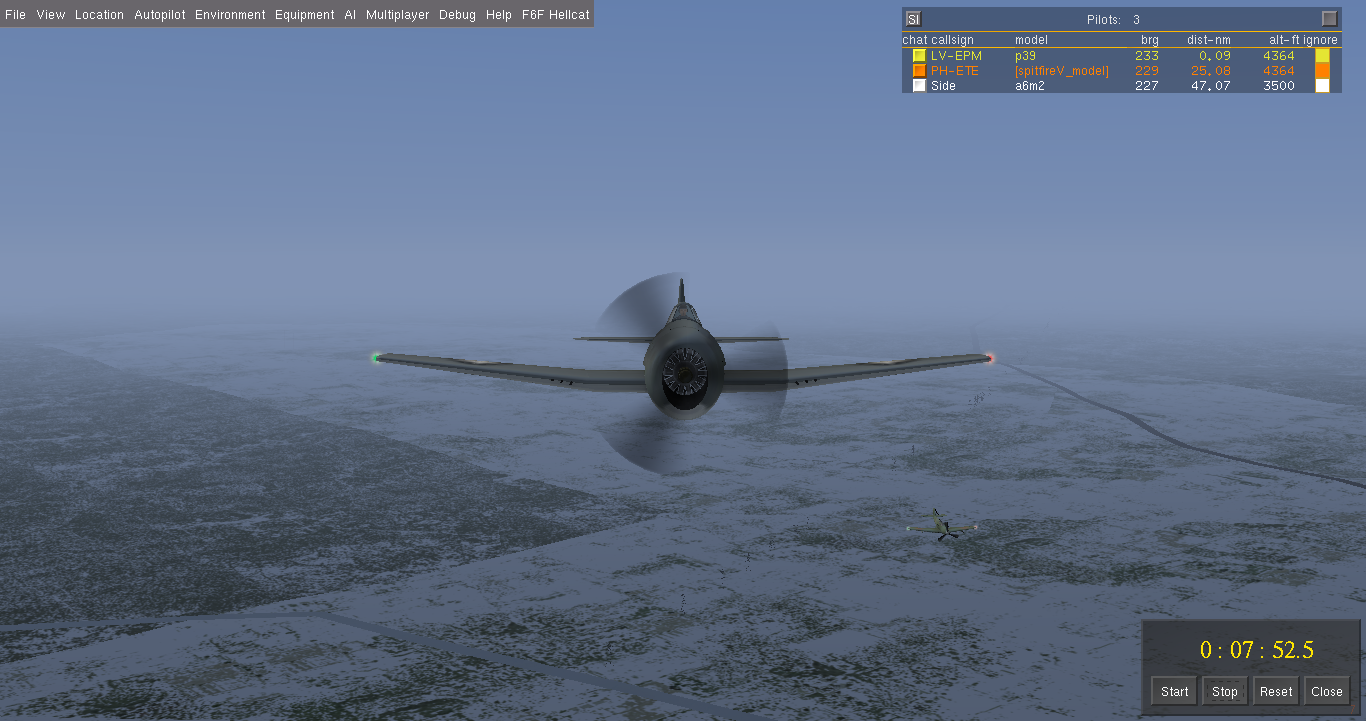 File View Location Autopilot Environment Equipment AI Multiplayer Debug Help F6F Hellcat
SI Pilots: 3
chat callsign model brg dist-nm alt-ft ignore
LV-EPM p39 233 0.09 4364
PH-ETE [spitfireV_model] 229 25.08 4364
Side a6m2 227 47.07 3500
0 : 07 : 52.5
Start Stop Reset Close